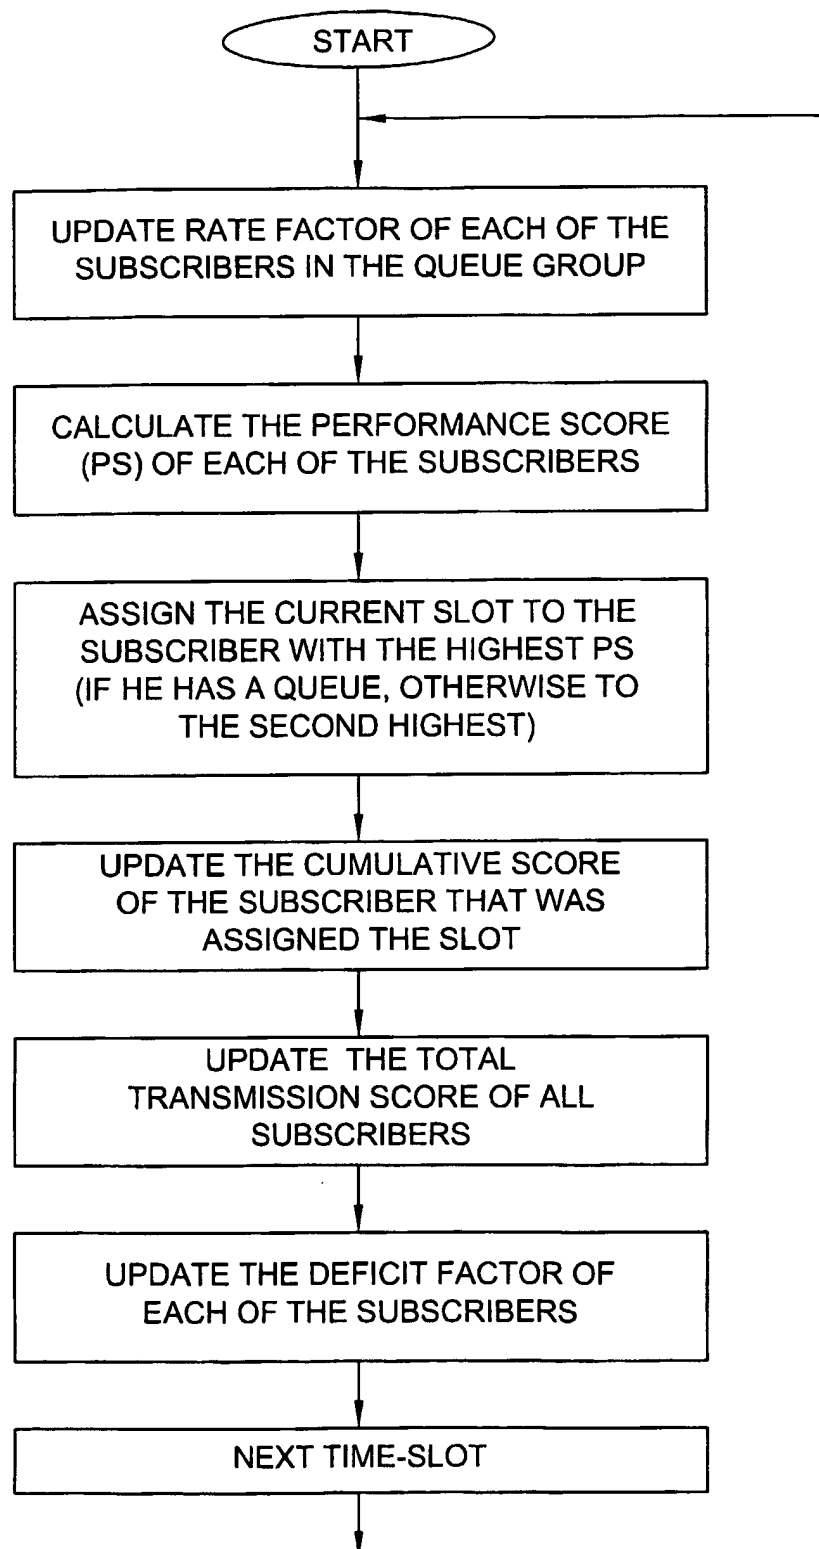 START
UPDATE RATE FACTOR OF EACH OF THE
SUBSCRIBERS IN THE QUEUE GROUP
CALCULATE THE PERFORMANCE SCORE
(PS) OF EACH OF THE SUBSCRIBERS
ASSIGN THE CURRENT SLOT TO THE
SUBSCRIBER WITH THE HIGHEST PS
(IF HE HAS A QUEUE, OTHERWISE TO
THE SECOND HIGHEST)
UPDATE THE CUMULATIVE SCORE
OF THE SUBSCRIBER THAT WAS
ASSIGNED THE SLOT
UPDATE THE TOTAL
TRANSMISSION SCORE OF ALL
SUBSCRIBERS
UPDATE THE DEFICIT FACTOR OF
EACH OF THE SUBSCRIBERS
NEXT TIME-SLOT